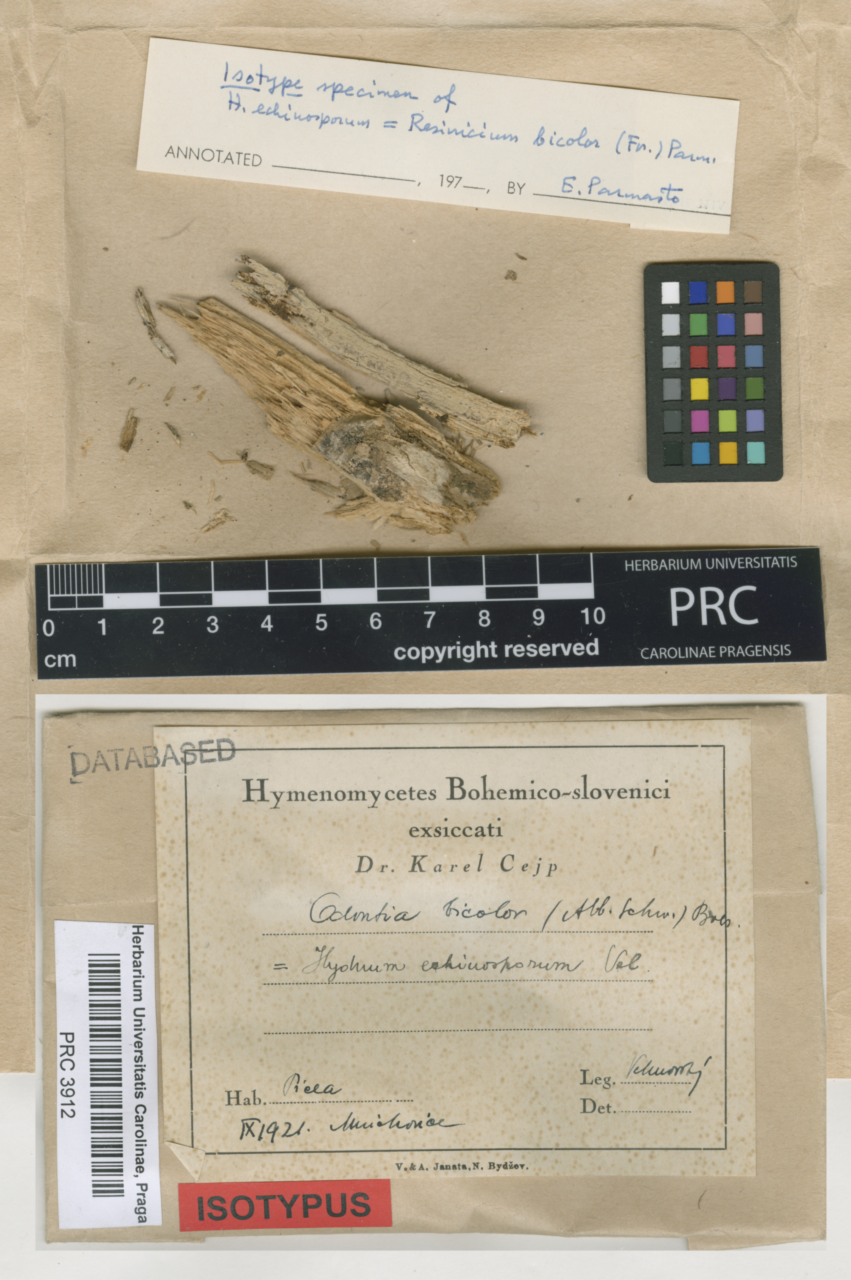 Isotype specimen of
H. echinosporum = Resinicium bicolor (Fr.) Parm.
ANNOTATED , 197 , BY E. Parmasto
0 1 2 3 4 5 6 7 8 9 10
cm
copyright reserved
HERBARIUM UNIVERSITATIS
PRC
CAROLINAE PRAGENSIS
DATABASED
Hymenomycetes Bohemico-slovenici
exsiccati
Dr. Karel Cejp
Odontia bicolor (Alb. Schw.) Bres.
= Hydnum echinosporum Vel.
Hab. Picea
Leg. Velenovský
Det.
IX 1921. Mnichovice
V. & A. Janata, N. Bydžov.
ISOTYPUS
Herbarium Universitatis Carolinae, Praga
PRC 3912